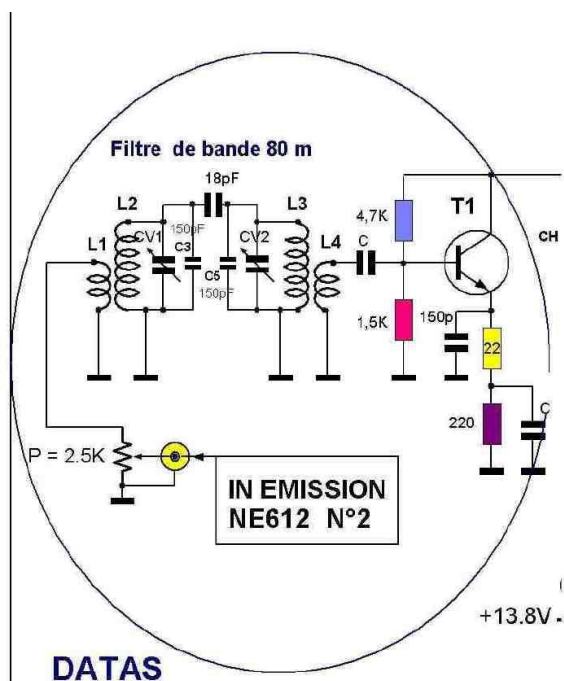 Filtre de bande 80 m
18pF
L2
L3
L1
150pF
CV1
C3
CV2
C5
150pF
L4
C
4,7K
T1
CH
1,5K
150p
22
220
C
P = 2.5K
IN EMISSION
NE612 N°2
+13.8V
DATAS